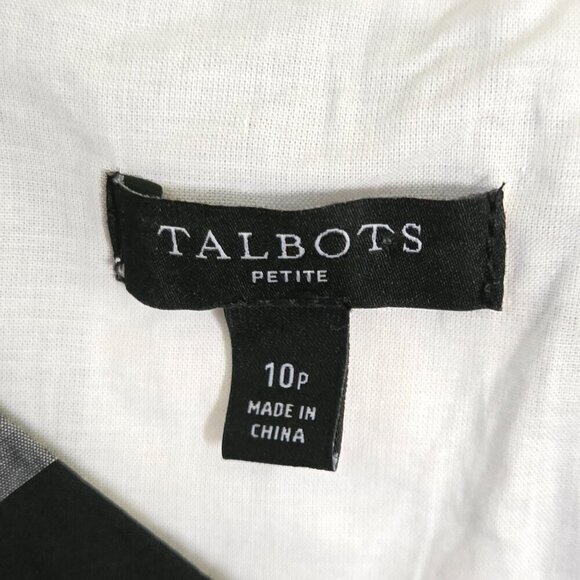 TALBOTS
PETITE
10P
MADE IN
CHINA